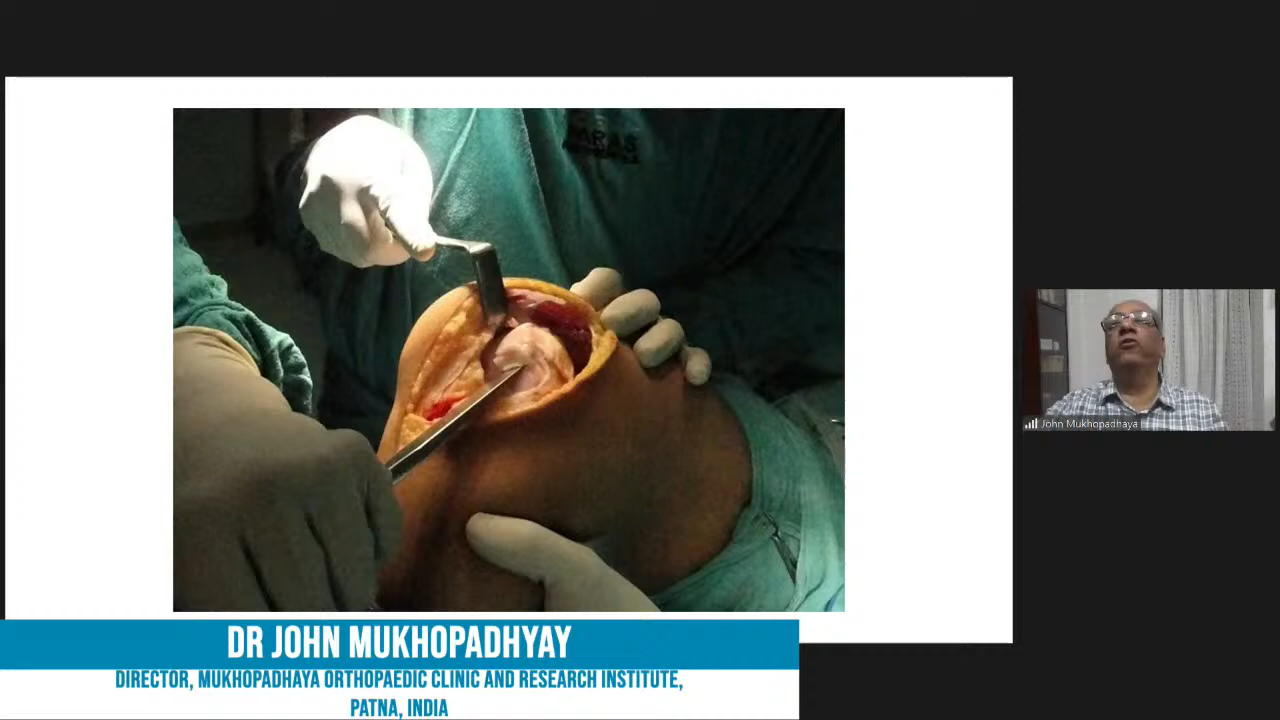 John Mukhopadhaya
DR JOHN MUKHOPADHYAY
DIRECTOR, MUKHOPADHAYA ORTHOPAEDIC CLINIC AND RESEARCH INSTITUTE,
PATNA, INDIA